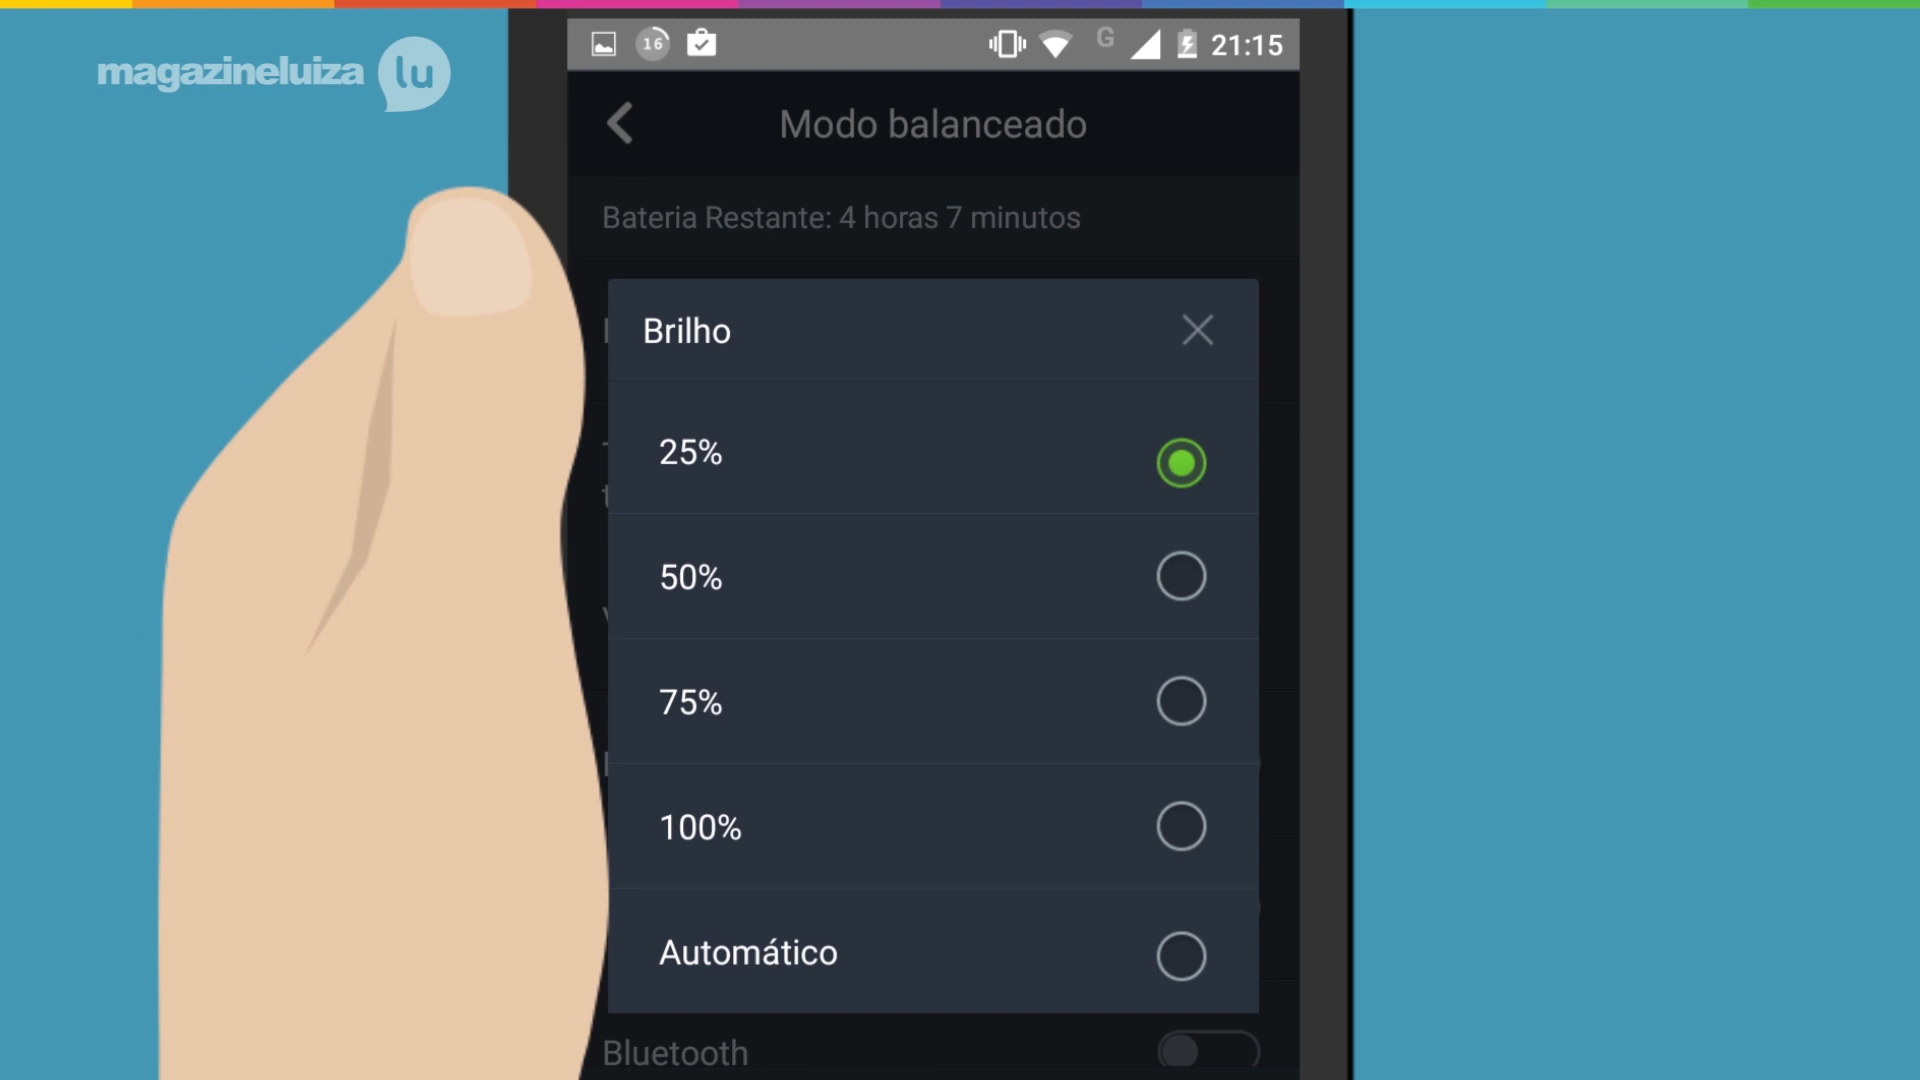 magazineluiza lu
16 G 21:15
Modo balanceado
Bateria Restante: 4 horas 7 minutos
Brilho
25%
50%
75%
100%
Automático
Bluetooth